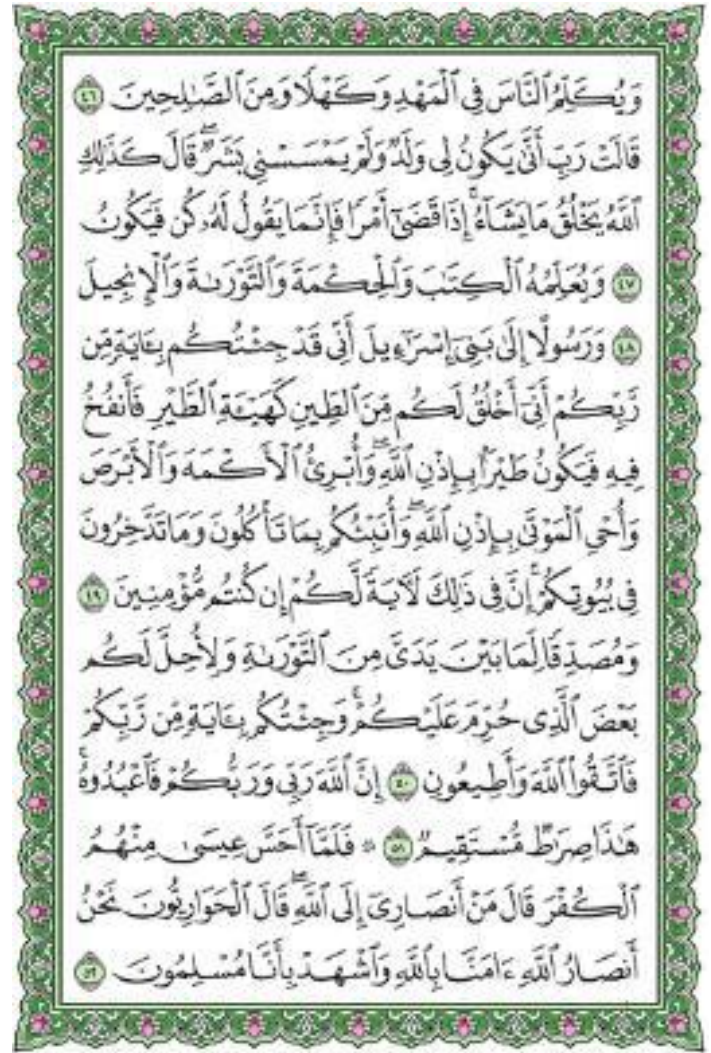 وَيُكَلِّمُ ٱلنَّاسَ فِى ٱلْمَهْدِ وَكَهْلًا وَمِنَ ٱلصَّٰلِحِينَ ٤٦
قَالَتْ رَبِّ أَنَّىٰ يَكُونُ لِى وَلَدٌ وَلَمْ يَمْسَسْنِى بَشَرٌ ۖ قَالَ كَذَٰلِكِ
ٱللَّهُ يَخْلُقُ مَا يَشَآءُ ۚ إِذَا قَضَىٰٓ أَمْرًا فَإِنَّمَا يَقُولُ لَهُۥ كُن فَيَكُونُ
٤٧ وَيُعَلِّمُهُ ٱلْكِتَٰبَ وَٱلْحِكْمَةَ وَٱلتَّوْرَىٰةَ وَٱلْإِنجِيلَ
٤٨ وَرَسُولًا إِلَىٰ بَنِىٓ إِسْرَٰٓءِيلَ أَنِّى قَدْ جِئْتُكُم بِـَٔايَةٍ مِّن
رَّبِّكُمْ أَنِّىٓ أَخْلُقُ لَكُم مِّنَ ٱلطِّينِ كَهَيْـَٔةِ ٱلطَّيْرِ فَأَنفُخُ
فِيهِ فَيَكُونُ طَيْرًۢا بِإِذْنِ ٱللَّهِ ۖ وَأُبْرِئُ ٱلْأَكْمَهَ وَٱلْأَبْرَصَ
وَأُحْىِ ٱلْمَوْتَىٰ بِإِذْنِ ٱللَّهِ ۖ وَأُنَبِّئُكُم بِمَا تَأْكُلُونَ وَمَا تَدَّخِرُونَ
فِى بُيُوتِكُمْ ۚ إِنَّ فِى ذَٰلِكَ لَـَٔايَةً لَّكُمْ إِن كُنتُم مُّؤْمِنِينَ ٤٩
وَمُصَدِّقًا لِّمَا بَيْنَ يَدَىَّ مِنَ ٱلتَّوْرَىٰةِ وَلِأُحِلَّ لَكُم
بَعْضَ ٱلَّذِى حُرِّمَ عَلَيْكُمْ ۚ وَجِئْتُكُم بِـَٔايَةٍ مِّن رَّبِّكُمْ
فَٱتَّقُوا۟ ٱللَّهَ وَأَطِيعُونِ ٥٠ إِنَّ ٱللَّهَ رَبِّى وَرَبُّكُمْ فَٱعْبُدُوهُ ۗ
هَٰذَا صِرَٰطٌ مُّسْتَقِيمٌ ٥١ ۞ فَلَمَّآ أَحَسَّ عِيسَىٰ مِنْهُمُ
ٱلْكُفْرَ قَالَ مَنْ أَنصَارِىٓ إِلَى ٱللَّهِ ۖ قَالَ ٱلْحَوَارِيُّونَ نَحْنُ
أَنصَارُ ٱللَّهِ ءَامَنَّا بِٱللَّهِ وَٱشْهَدْ بِأَنَّا مُسْلِمُونَ ٥٢